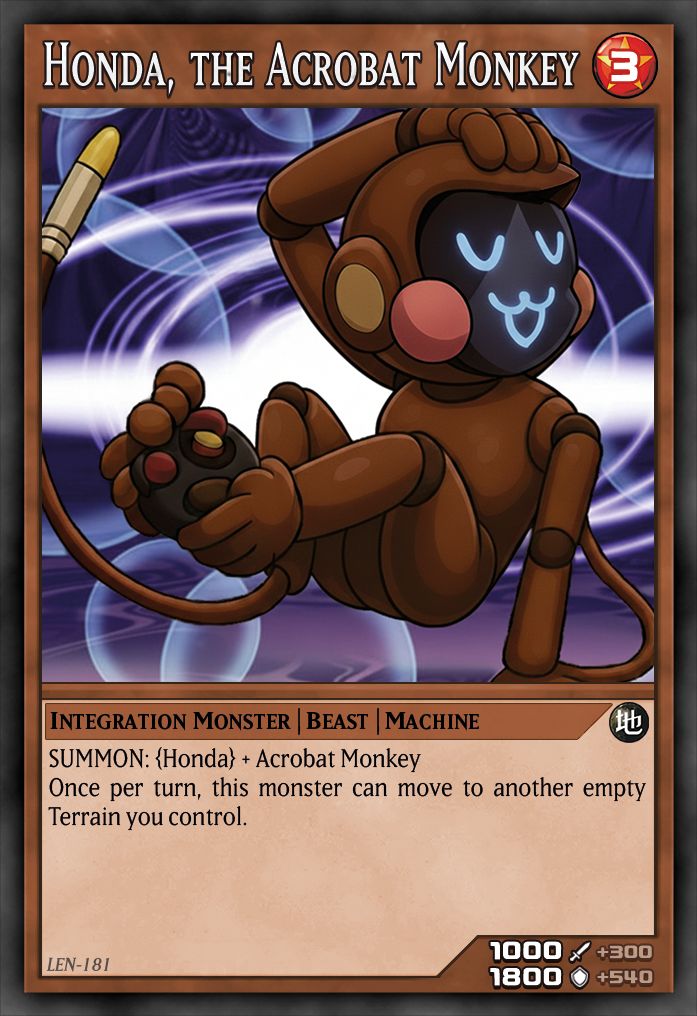 Honda, the Acrobat Monkey
3
Integration Monster | Beast | Machine
地
SUMMON: {Honda} + Acrobat Monkey
Once per turn, this monster can move to another empty
Terrain you control.
1000 +300
LEN-181
1800 +540